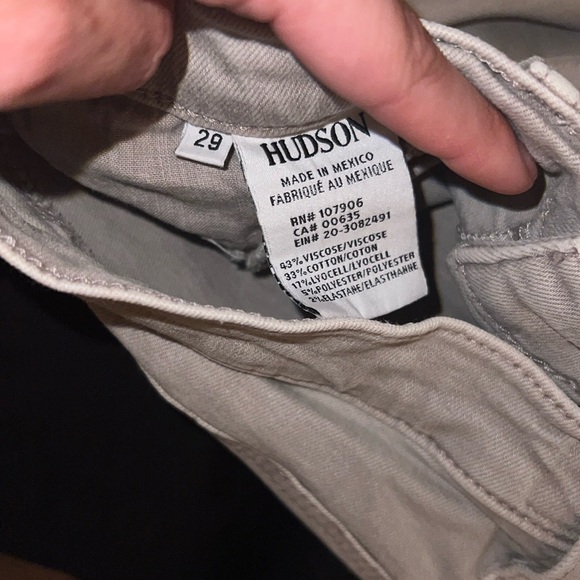 29
HUDSON
MADE IN MEXICO
FABRIQUÉ AU MEXIQUE
RN# 107906
CA# 00635
EIN# 20-3082491
43%VISCOSE/VISCOSE
33%COTTON/COTON
17%LYOCELL/LYOCELL
5%POLYESTER/POLYESTER
2%ELASTANE/ELASTHANNE